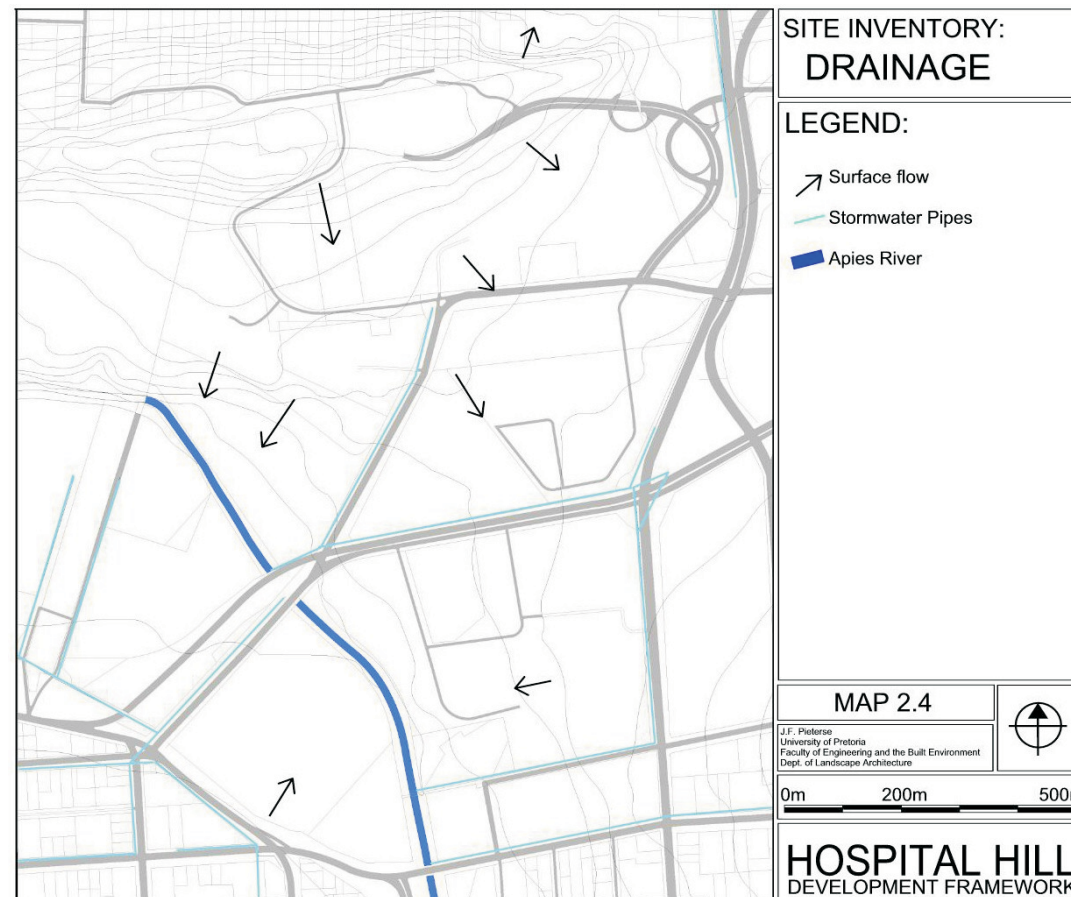 SITE INVENTORY:
DRAINAGE
LEGEND:
Surface flow
Stormwater Pipes
Apies River
MAP 2.4
J.F. Pieterse
University of Pretoria
Faculty of Engineering and the Built Environment
Dept. of Landscape Architecture
0m 200m 500m
HOSPITAL HILL
DEVELOPMENT FRAMEWORK